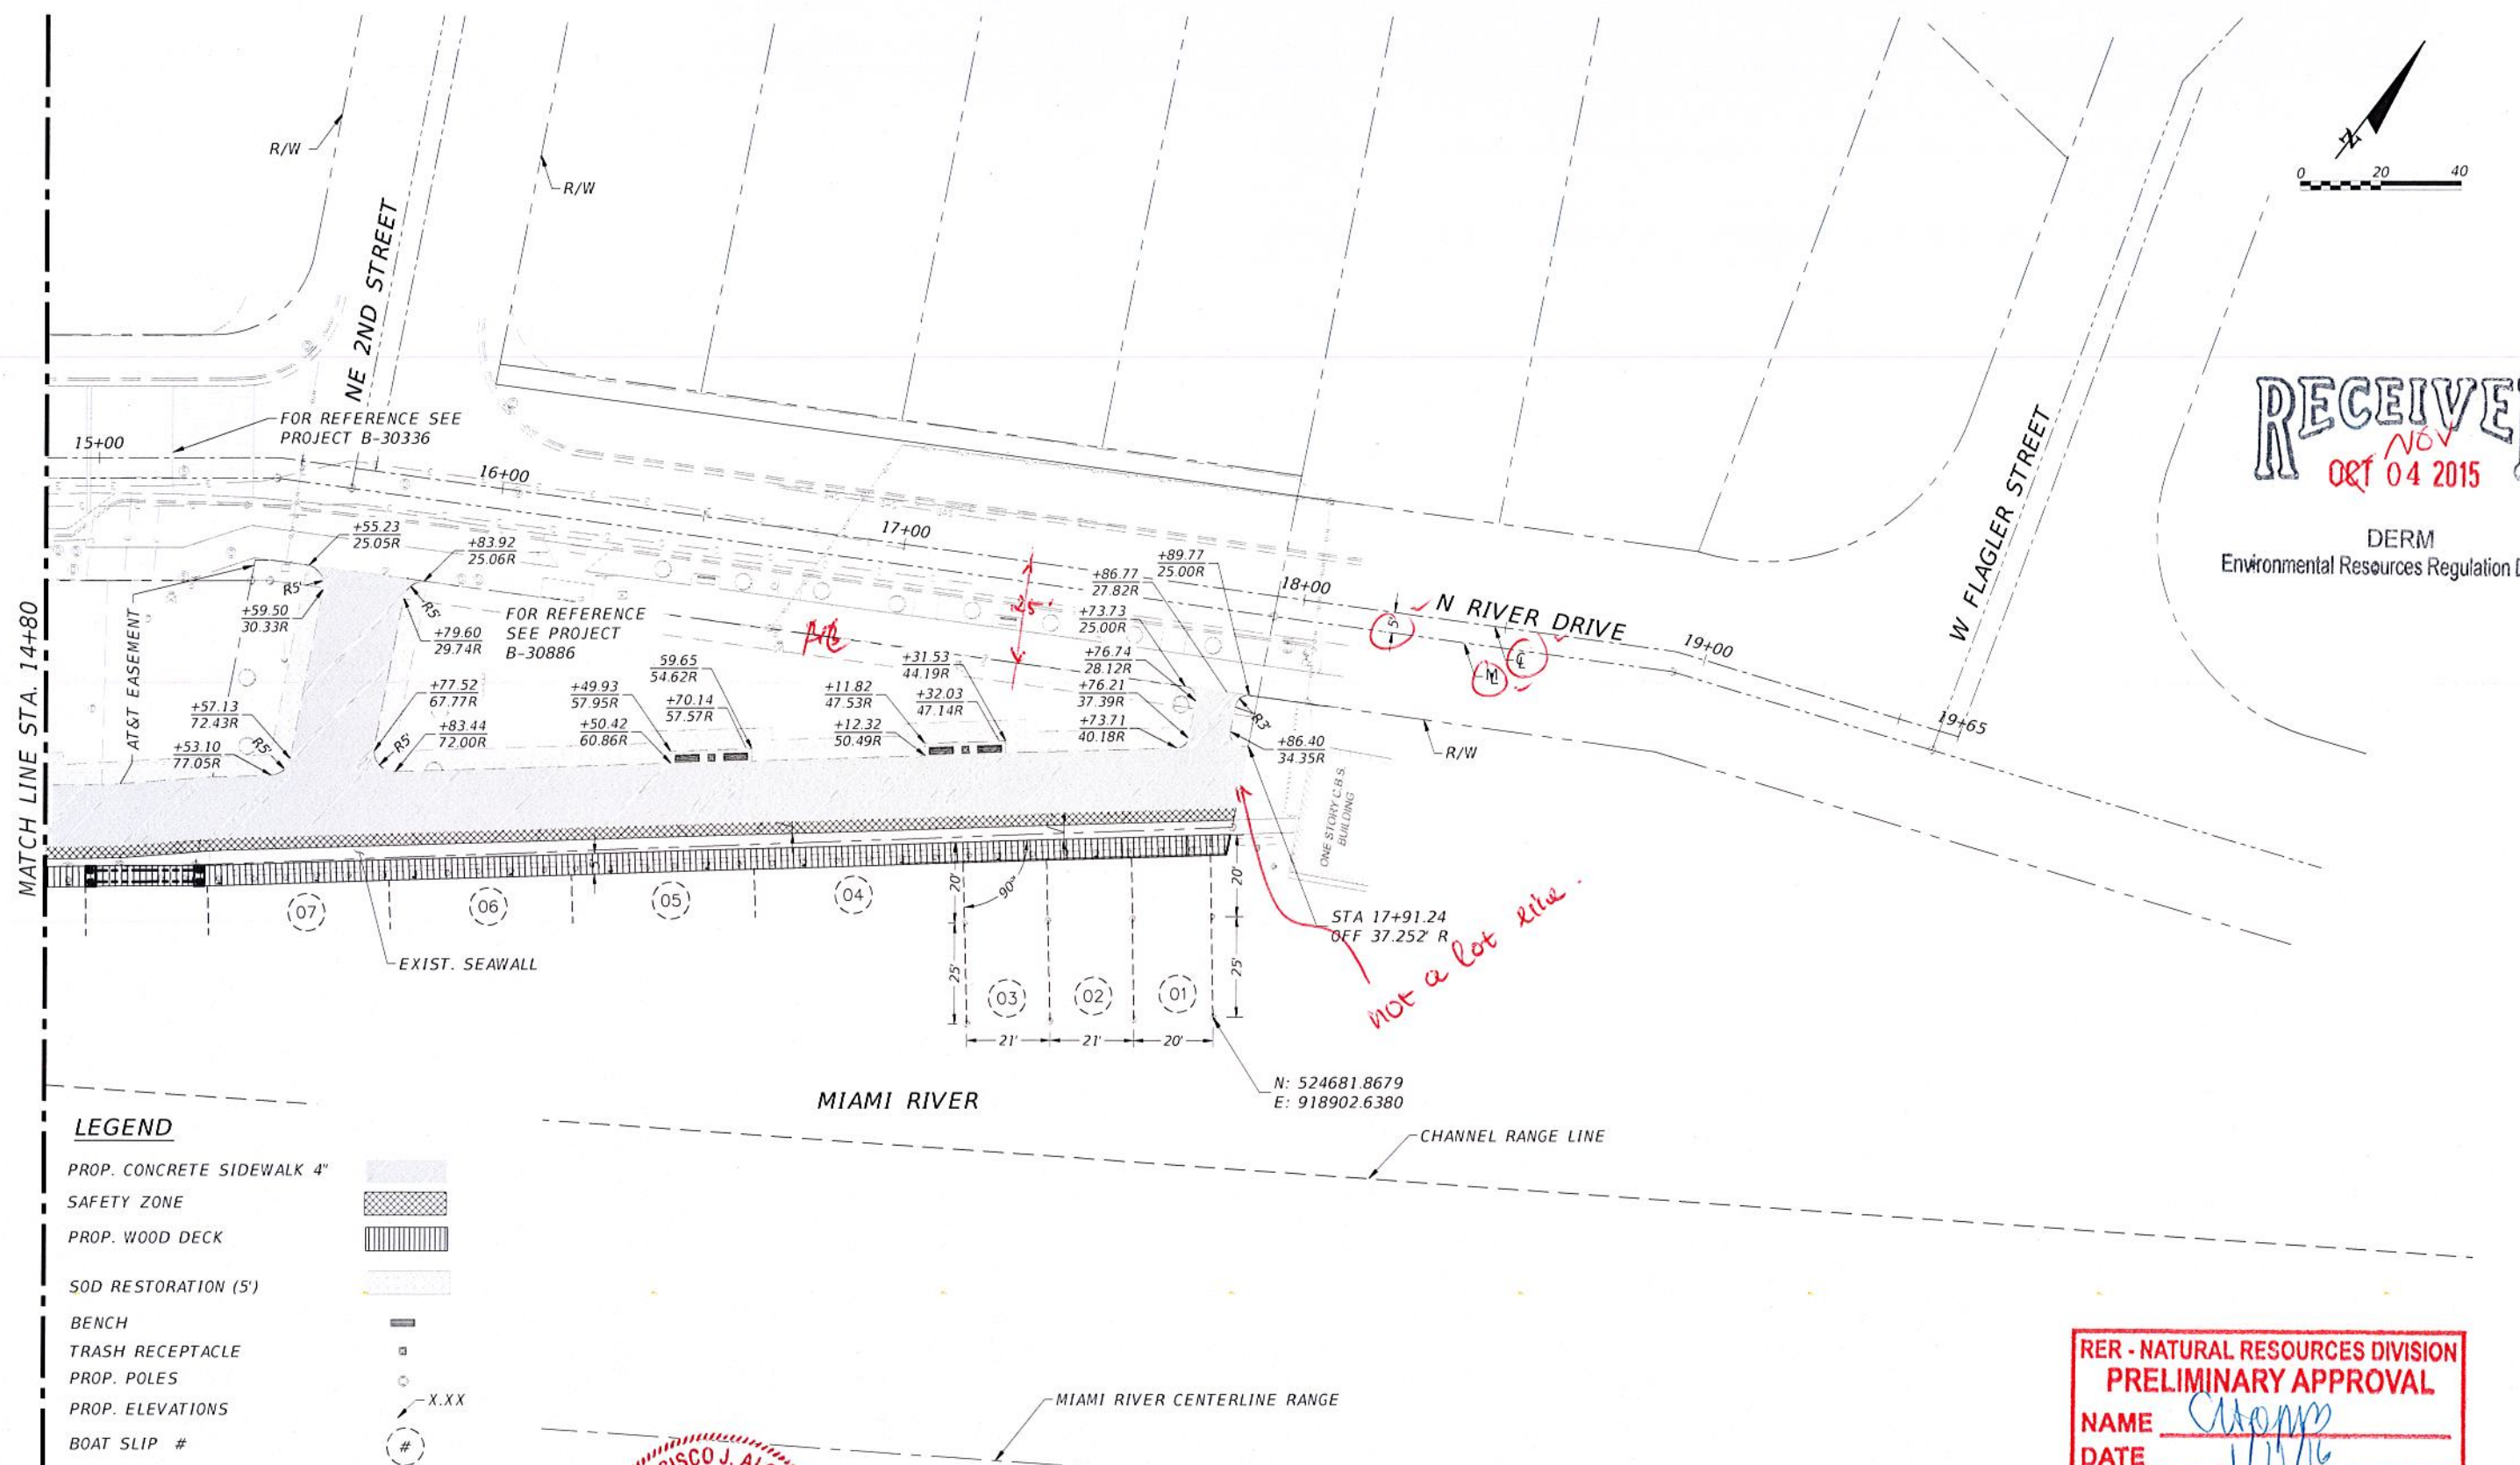 R/W
R/W
NE 2ND STREET
0 20 40
RECEIVE
NOV
OCT 04 2015
DERM
Environmental Resources Regulation
FOR REFERENCE SEE
PROJECT B-30336
15+00
16+00
17+00
18+00
19+00
19+65
N RIVER DRIVE
W FLAGLER STREET
MATCH LINE STA. 14+80
AT&T EASEMENT
+55.23
25.05R
+83.92
25.06R
R5'
+59.50
30.33R
R5'
+79.60
29.74R
FOR REFERENCE
SEE PROJECT
B-30886
25'
5'
+89.77
25.00R
+86.77
27.82R
+73.73
25.00R
+76.74
28.12R
+76.21
37.39R
+73.71
40.18R
R3'
+86.40
34.35R
R/W
+57.13
72.43R
+53.10
77.05R
R5'
+77.52
67.77R
R5'
+83.44
72.00R
+49.93
57.95R
+50.42
60.86R
59.65
54.62R
+70.14
57.57R
+11.82
47.53R
+12.32
50.49R
+31.53
44.19R
+32.03
47.14R
ONE STORY C.B.S.
BUILDING
07
06
05
04
03
02
01
20'
90°
20'
25'
25'
21'
21'
20'
EXIST. SEAWALL
STA 17+91.24
OFF 37.252' R
not a lot line.
N: 524681.8679
E: 918902.6380
MIAMI RIVER
CHANNEL RANGE LINE
MIAMI RIVER CENTERLINE RANGE
LEGEND
PROP. CONCRETE SIDEWALK 4"
SAFETY ZONE
PROP. WOOD DECK
SOD RESTORATION (5')
BENCH
TRASH RECEPTACLE
PROP. POLES
PROP. ELEVATIONS X.XX
BOAT SLIP # #
RER - NATURAL RESOURCES DIVISION
PRELIMINARY APPROVAL
NAME
DATE